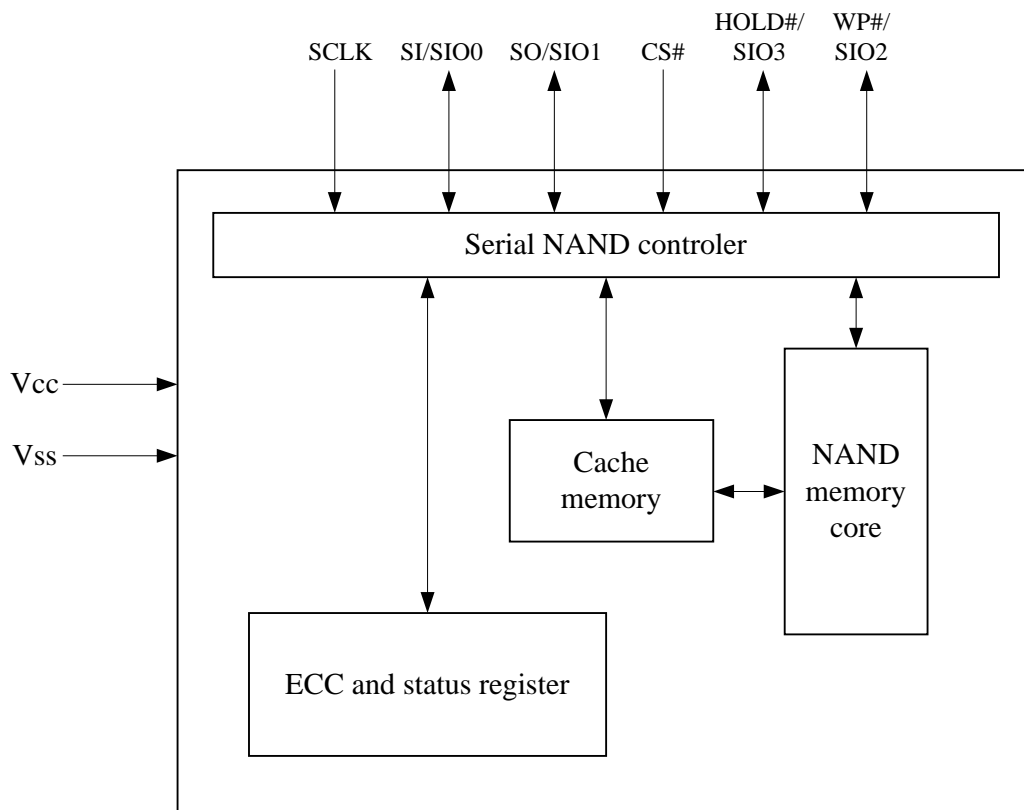 SCLK
SI/SIO0
SO/SIO1
CS#
HOLD#/
SIO3
WP#/
SIO2
Serial NAND controler
Vcc
Vss
Cache
memory
NAND
memory
core
ECC and status register